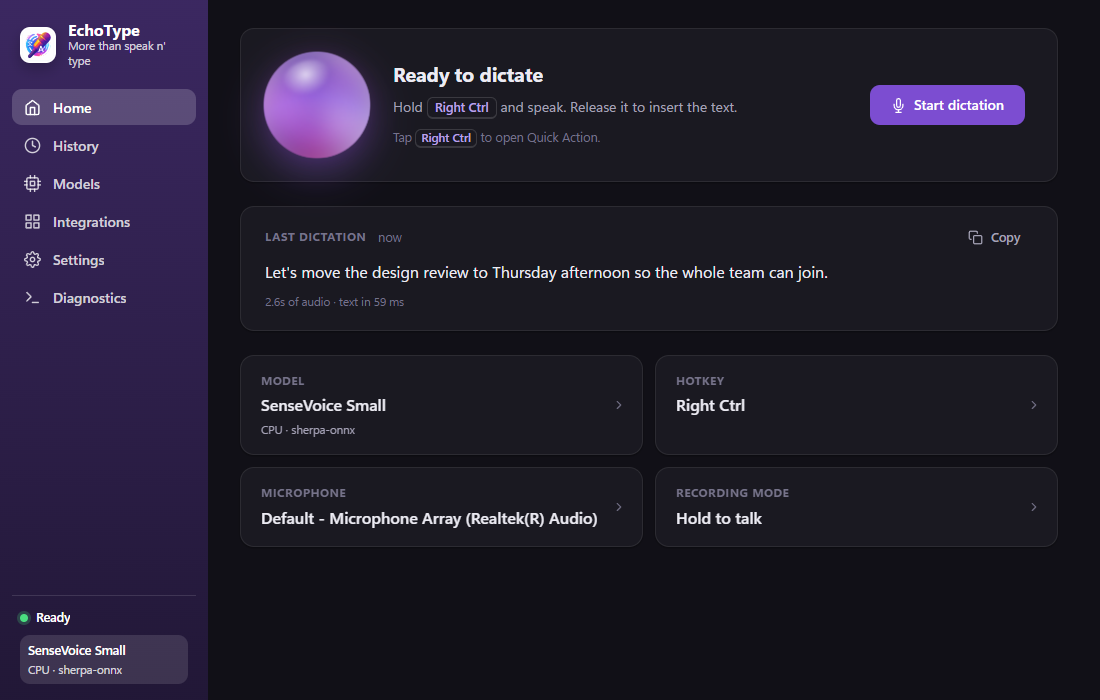 EchoType
More than speak n'
type
Home
History
Models
Integrations
Settings
Diagnostics
Ready
SenseVoice Small
CPU · sherpa-onnx
Ready to dictate
Hold Right Ctrl and speak. Release it to insert the text.
Tap Right Ctrl to open Quick Action.
Start dictation
LAST DICTATION now
Copy
Let's move the design review to Thursday afternoon so the whole team can join.
2.6s of audio · text in 59 ms
MODEL
SenseVoice Small
CPU · sherpa-onnx
HOTKEY
Right Ctrl
MICROPHONE
Default - Microphone Array (Realtek(R) Audio)
RECORDING MODE
Hold to talk